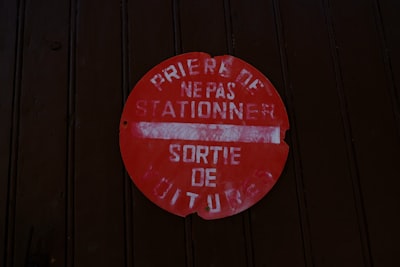 PRIERE DE
NE PAS
STATIONNER
SORTIE
DE
VOITURES